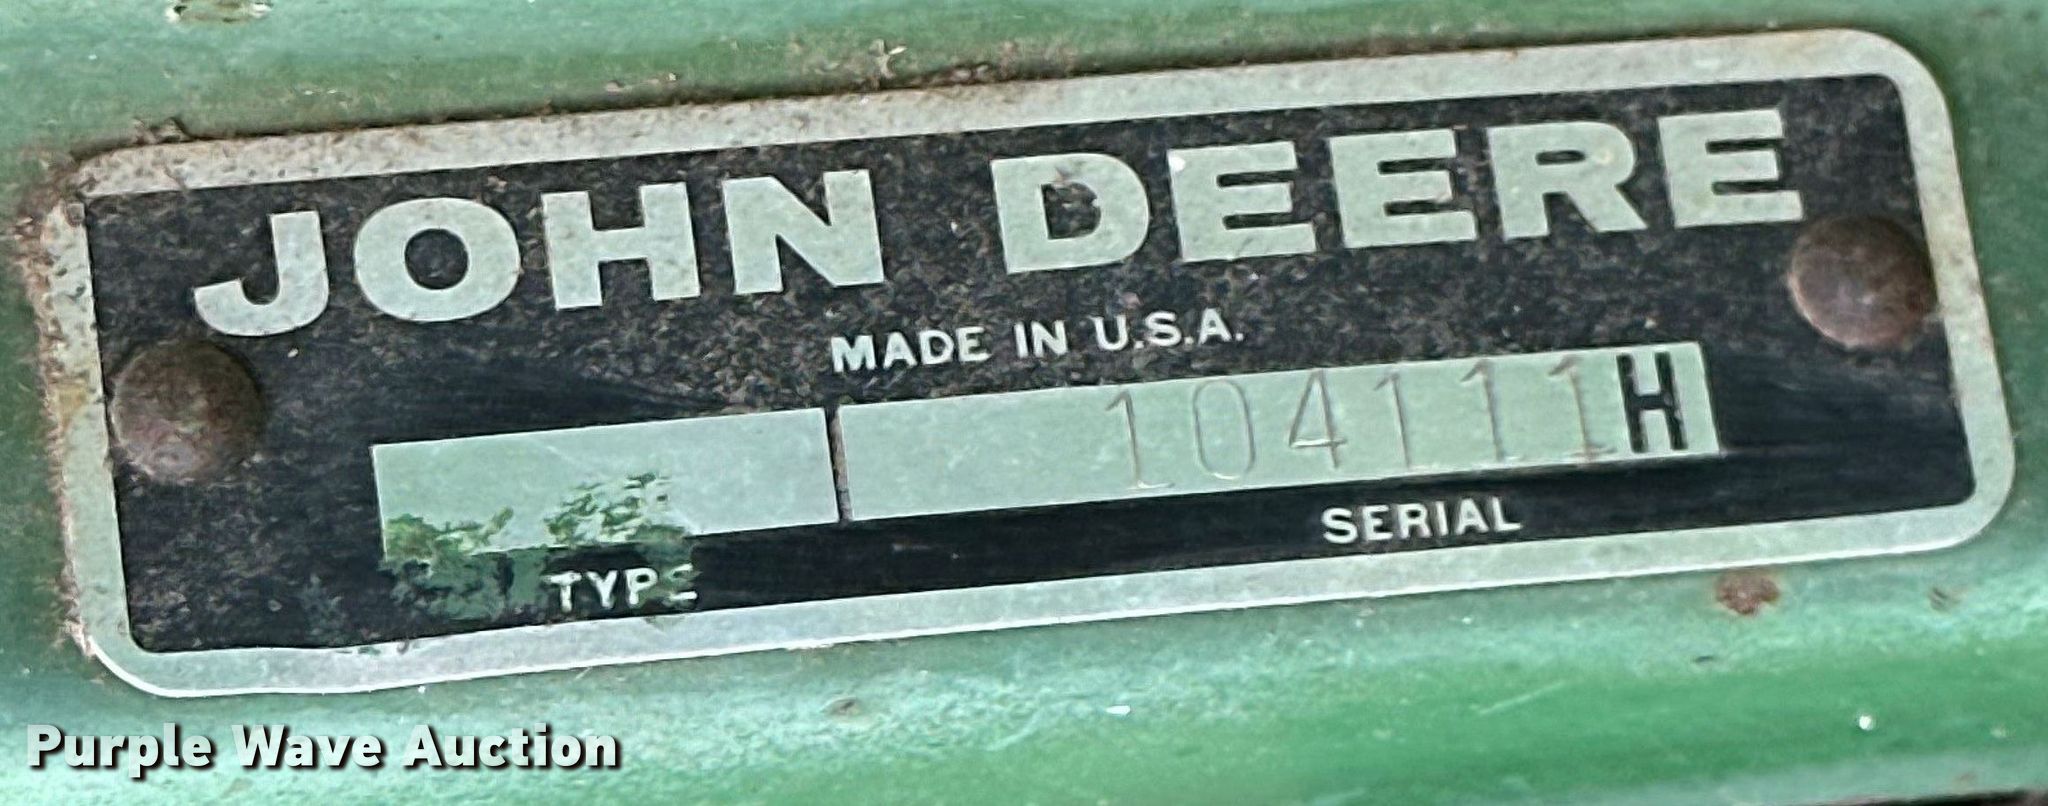 JOHN DEERE
MADE IN U.S.A.
104111H
TYPE
SERIAL
Purple Wave Auction